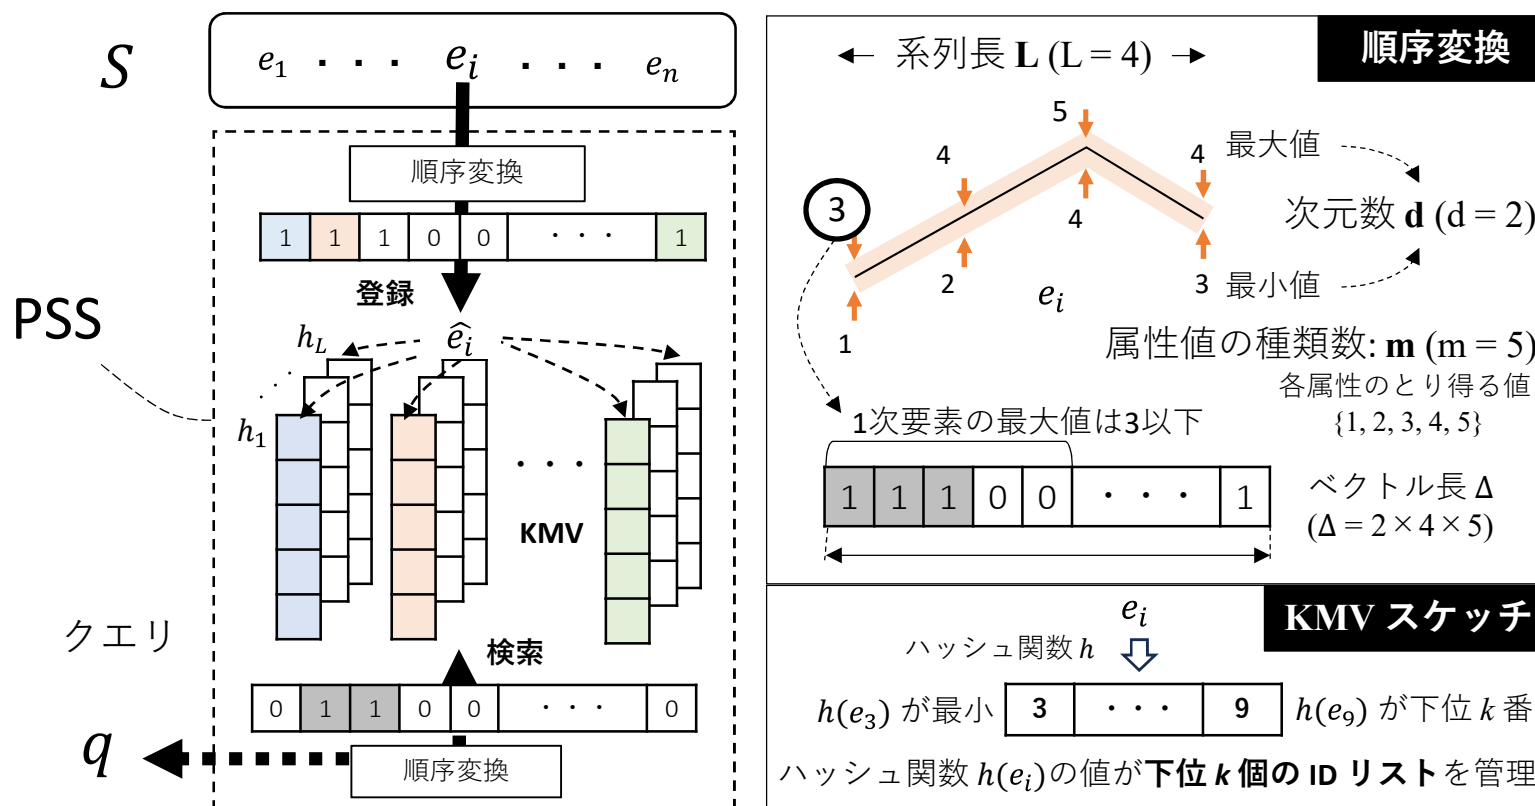 S
e1 · · · ei · · · en
順序変換
1 1 1 0 0 · · · 1
登録
PSS
hL
êi
h1
· · ·
KMV
クエリ
検索
0 1 1 0 0 · · · 0
q
順序変換
順序変換
← 系列長 L (L = 4) →
5
4
4
最大値
3
4
次元数 d (d = 2)
2
ei
3
最小値
1
属性値の種類数: m (m = 5)
各属性のとり得る値
{1, 2, 3, 4, 5}
1次要素の最大値は3以下
1 1 1 0 0 · · · 1
ベクトル長 Δ
(Δ = 2 × 4 × 5)
KMV スケッチ
ei
ハッシュ関数 h
h(e3) が最小 3 · · · 9 h(e9) が下位 k 番
ハッシュ関数 h(ei)の値が下位 k 個の ID リストを管理